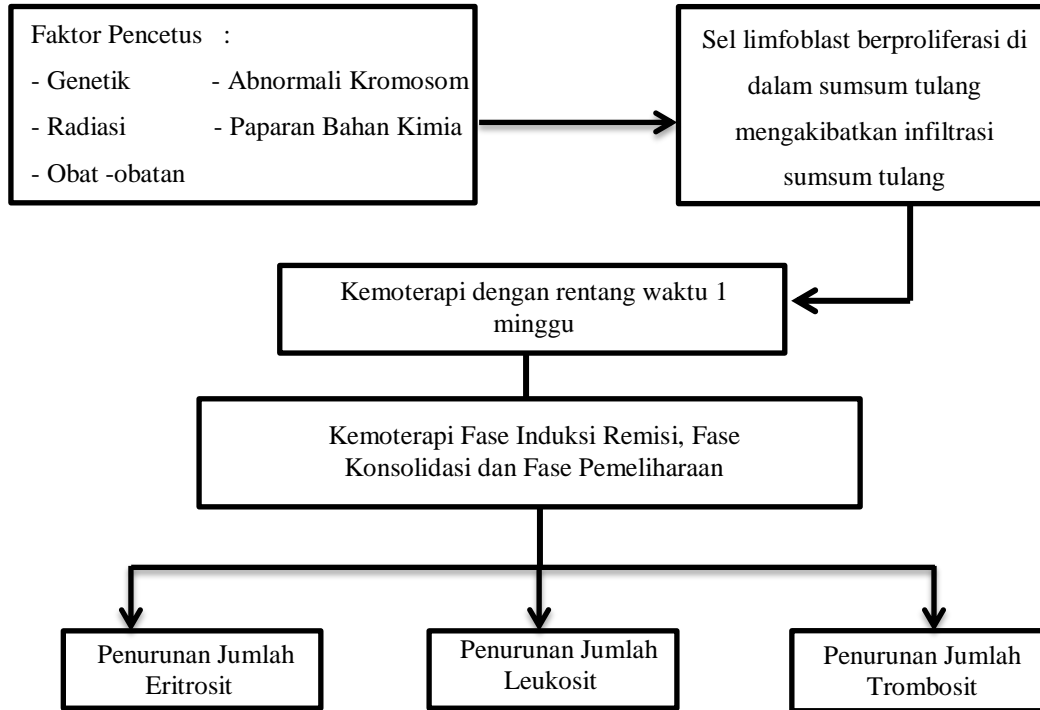 Faktor Pencetus :
- Genetik - Abnormali Kromosom
- Radiasi - Paparan Bahan Kimia
- Obat -obatan
Sel limfoblast berproliferasi di
dalam sumsum tulang
mengakibatkan infiltrasi
sumsum tulang
Kemoterapi dengan rentang waktu 1
minggu
Kemoterapi Fase Induksi Remisi, Fase
Konsolidasi dan Fase Pemeliharaan
Penurunan Jumlah
Eritrosit
Penurunan Jumlah
Leukosit
Penurunan Jumlah
Trombosit